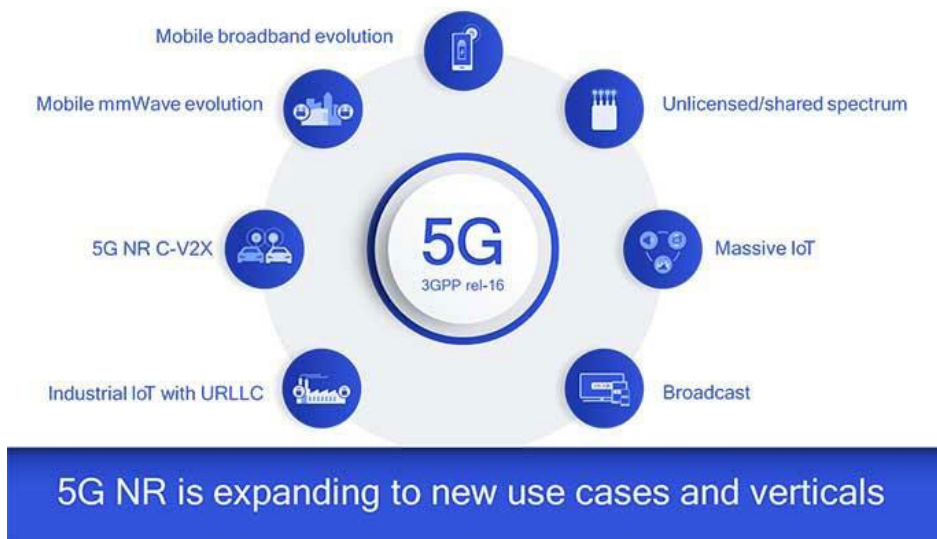 Mobile broadband evolution
Mobile mmWave evolution
Unlicensed/shared spectrum
5G NR C-V2X
5G
3GPP rel-16
Massive IoT
Industrial IoT with URLLC
Broadcast
5G NR is expanding to new use cases and verticals